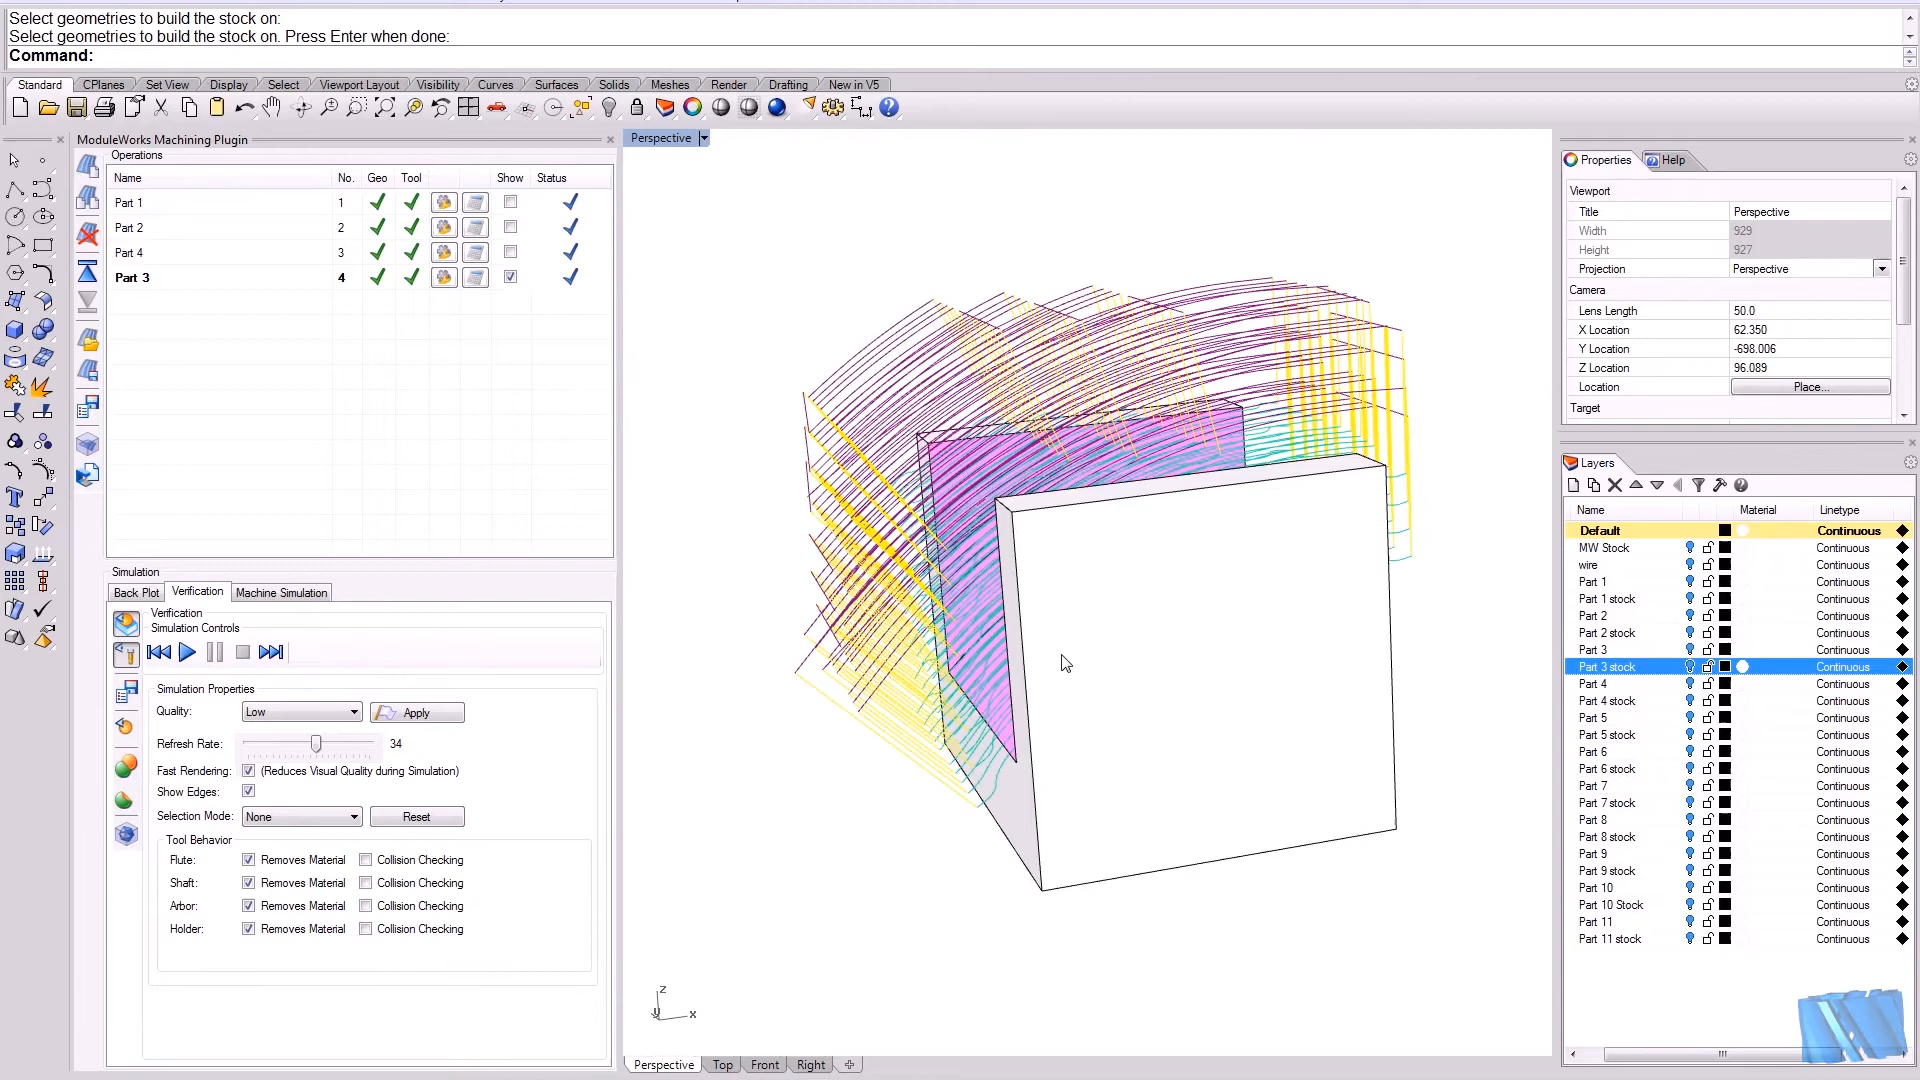 Select geometries to build the stock on:
Select geometries to build the stock on. Press Enter when done:
Command:
Standard CPlanes Set View Display Select Viewport Layout Visibility Curves Surfaces Solids Meshes Render Drafting New in V5
ModuleWorks Machining Plugin
Operations
Name No. Geo Tool Show Status
Part 1 1
Part 2 2
Part 4 3
Part 3 4
Simulation
Back Plot Verification Machine Simulation
Verification
Simulation Controls
Simulation Properties
Quality: Low Apply
Refresh Rate: 34
Fast Rendering: (Reduces Visual Quality during Simulation)
Show Edges:
Selection Mode: None Reset
Tool Behavior
Flute: Removes Material Collision Checking
Shaft: Removes Material Collision Checking
Arbor: Removes Material Collision Checking
Holder: Removes Material Collision Checking
Perspective
z
y x
Perspective Top Front Right
Properties Help
Viewport
Title Perspective
Width 929
Height 927
Projection Perspective
Camera
Lens Length 50.0
X Location 62.350
Y Location -698.006
Z Location 96.089
Location Place...
Target
Layers
Name Material Linetype
Default Continuous
MW Stock Continuous
wire Continuous
Part 1 Continuous
Part 1 stock Continuous
Part 2 Continuous
Part 2 stock Continuous
Part 3 Continuous
Part 3 stock Continuous
Part 4 Continuous
Part 4 stock Continuous
Part 5 Continuous
Part 5 stock Continuous
Part 6 Continuous
Part 6 stock Continuous
Part 7 Continuous
Part 7 stock Continuous
Part 8 Continuous
Part 8 stock Continuous
Part 9 Continuous
Part 9 stock Continuous
Part 10 Continuous
Part 10 Stock Continuous
Part 11 Continuous
Part 11 stock Continuous